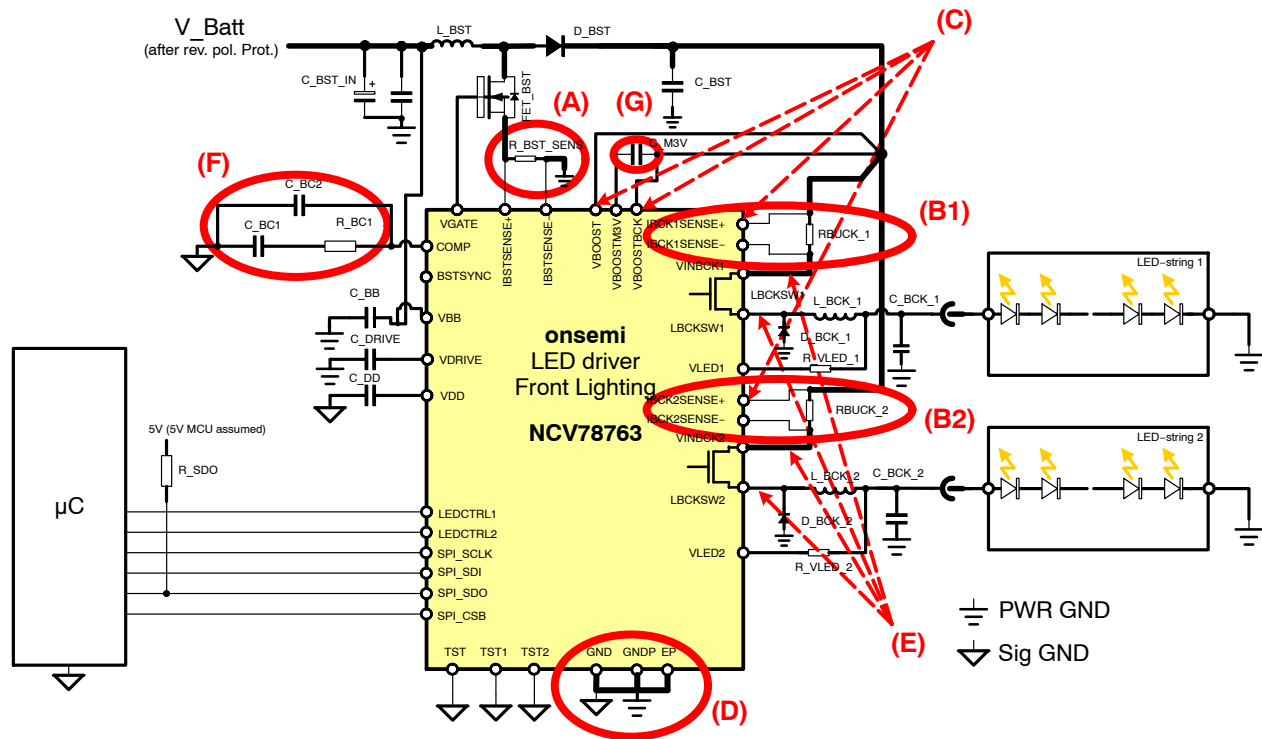 V_Batt
(after rev. pol. Prot.)
L_BST
D_BST
(C)
C_BST_IN
+
FET_BST
C_BST
(A)
(G)
R_BST_SENS
C_M3V
(F)
C_BC2
C_BC1
R_BC1
(B1)
VGATE
IBSTSENSE+
IBSTSENSE−
VBOOST
VBOOSTM3V
VBOOSTBCK
IBCK1SENSE+
IBCK1SENSE−
RBUCK_1
COMP
BSTSYNC
VINBCK1
LED−string 1
C_BB
VBB
LBCKSW1
L_BCK_1
C_BCK_1
LBCKSW1
D_BCK_1
onsemi
LED driver
Front Lighting
NCV78763
C_DRIVE
VDRIVE
R_VLED_1
VLED1
C_DD
VDD
IBCK2SENSE+
IBCK2SENSE−
RBUCK_2
(B2)
VINBCK2
LED−string 2
5V (5V MCU assumed)
R_SDO
L_BCK_2
C_BCK_2
LBCKSW2
D_BCK_2
µC
LEDCTRL1
LEDCTRL2
SPI_SCLK
SPI_SDI
SPI_SDO
SPI_CSB
VLED2
R_VLED_2
(E)
PWR GND
Sig GND
TST
TST1
TST2
GND
GNDP
EP
(D)